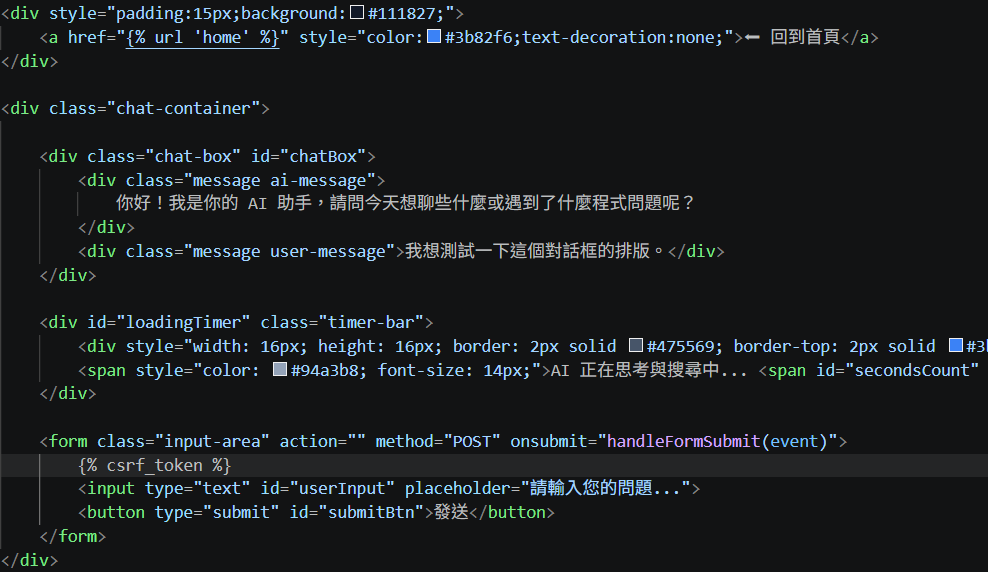 <div style="padding:15px;background:#111827;">
<a href="{% url 'home' %}" style="color:#3b82f6;text-decoration:none;">⬅ 回到首頁</a>
</div>
<div class="chat-container">
<div class="chat-box" id="chatBox">
<div class="message ai-message">
你好！我是你的 AI 助手，請問今天想聊些什麼或遇到了什麼程式問題呢？
</div>
<div class="message user-message">我想測試一下這個對話框的排版。</div>
</div>
<div id="loadingTimer" class="timer-bar">
<div style="width: 16px; height: 16px; border: 2px solid #475569; border-top: 2px solid
<span style="color: #94a3b8; font-size: 14px;">AI 正在思考與搜尋中... <span id="secondsCount"
</div>
<form class="input-area" action="" method="POST" onsubmit="handleFormSubmit(event)">
{% csrf_token %}
<input type="text" id="userInput" placeholder="請輸入您的問題...">
<button type="submit" id="submitBtn">發送</button>
</form>
</div>